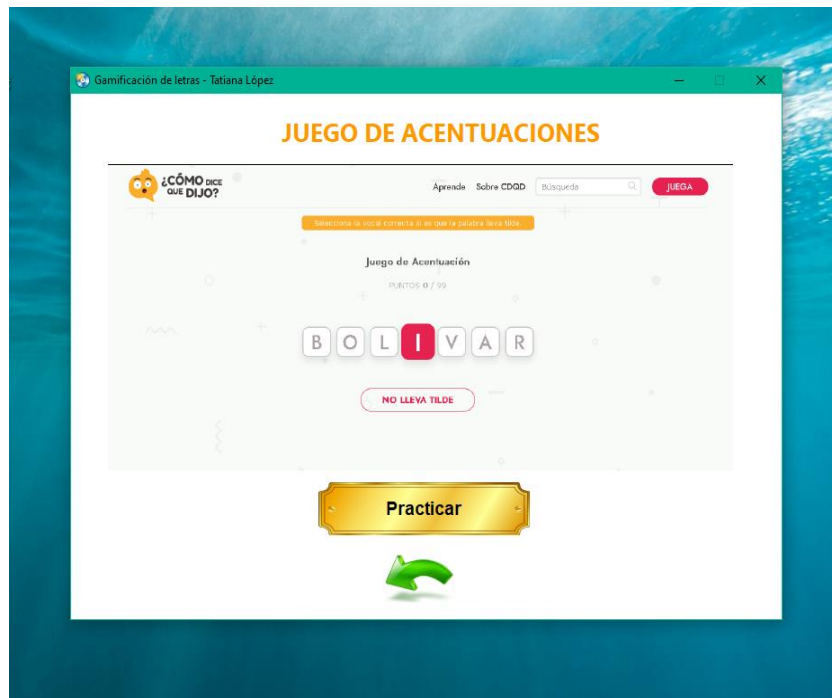 Gamificación de letras - Tatiana López
JUEGO DE ACENTUACIONES
¿CÓMO DICE
QUE DIJO?
Aprende Sobre CDQD Búsqueda JUEGA
Selecciona la vocal correcta si es que la palabra lleva tilde.
Juego de Acentuación
PUNTOS 0 / 99
B O L I V A R
NO LLEVA TILDE
Practicar